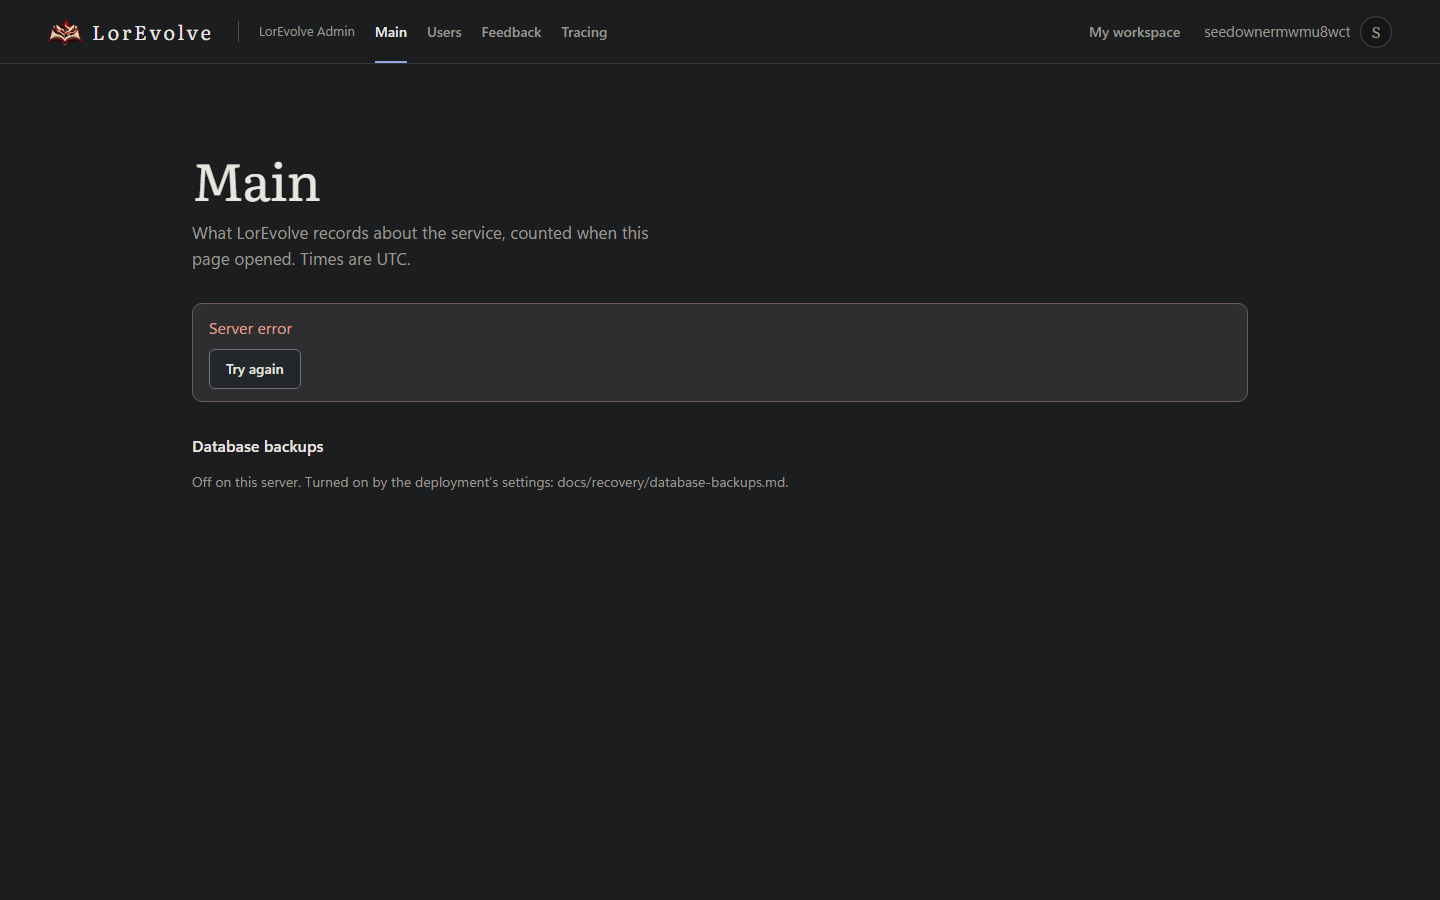 LorEvolve
LorEvolve Admin
Main
Users
Feedback
Tracing
My workspace
seedownermwmu8wct
S
Main
What LorEvolve records about the service, counted when this
page opened. Times are UTC.
Server error
Try again
Database backups
Off on this server. Turned on by the deployment's settings: docs/recovery/database-backups.md.